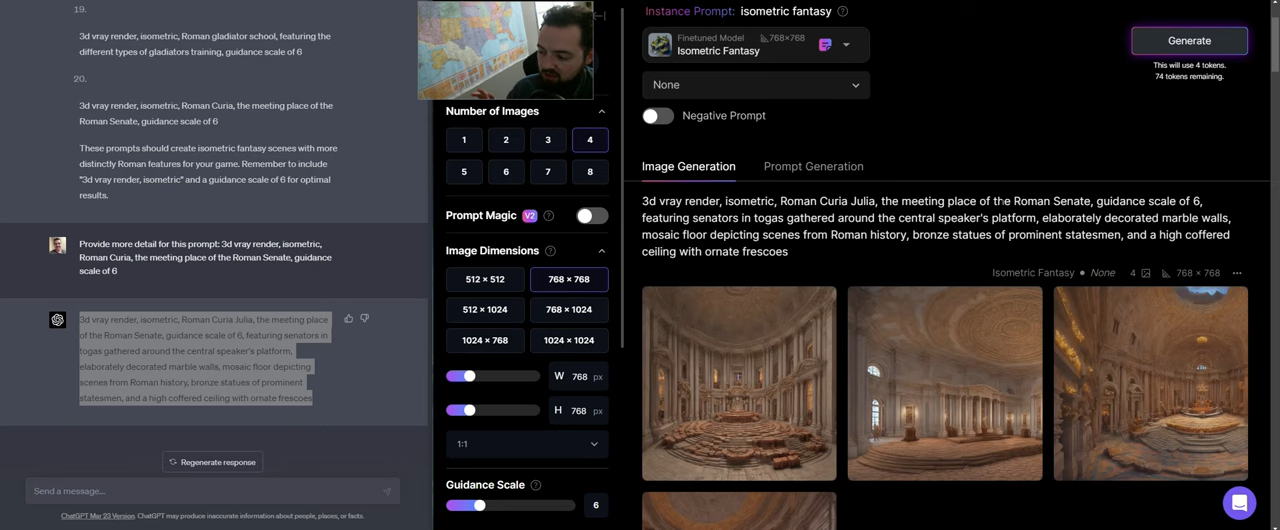 19.
3d vray render, isometric, Roman gladiator school, featuring the
different types of gladiators training, guidance scale of 6
20.
3d vray render, isometric, Roman Curia, the meeting place of the
Roman Senate, guidance scale of 6
These prompts should create isometric fantasy scenes with more
distinctly Roman features for your game. Remember to include
"3d vray render, isometric" and a guidance scale of 6 for optimal
results.
Provide more detail for this prompt: 3d vray render, isometric,
Roman Curia, the meeting place of the Roman Senate, guidance
scale of 6
3d vray render, isometric, Roman Curia Julia, the meeting place
of the Roman Senate, guidance scale of 6, featuring senators in
togas gathered around the central speaker's platform,
elaborately decorated marble walls, mosaic floor depicting
scenes from Roman history, bronze statues of prominent
statesmen, and a high coffered ceiling with ornate frescoes
Regenerate response
Send a message...
ChatGPT Mar 23 Version. ChatGPT may produce inaccurate information about people, places, or facts.
Number of Images
1 2 3 4
5 6 7 8
Prompt Magic V2
Image Dimensions
512 × 512 768 × 768
512 × 1024 768 × 1024
1024 × 768 1024 × 1024
W 768 px
H 768 px
1:1
Guidance Scale
6
Instance Prompt: isometric fantasy
Finetuned Model 768×768
Isometric Fantasy
None
Negative Prompt
Generate
This will use 4 tokens.
74 tokens remaining.
Image Generation Prompt Generation
3d vray render, isometric, Roman Curia Julia, the meeting place of the Roman Senate, guidance scale of 6,
featuring senators in togas gathered around the central speaker's platform, elaborately decorated marble walls,
mosaic floor depicting scenes from Roman history, bronze statues of prominent statesmen, and a high coffered
ceiling with ornate frescoes
Isometric Fantasy None 4 768 × 768